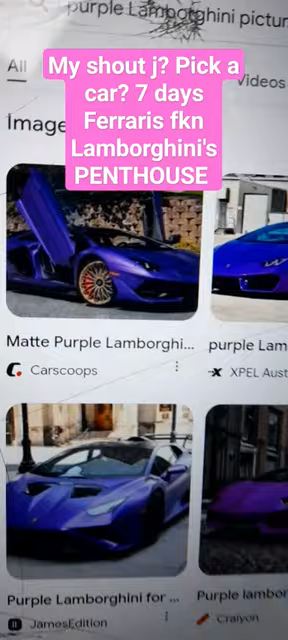 purple Lamborghini pictur
All
Videos
My shout j? Pick a
car? 7 days
Ferraris fkn
Lamborghini's
PENTHOUSE
Image
Matte Purple Lamborghi...
purple Lam
Carscoops
XPEL Aust
Purple Lamborghini for ...
Purple lambor
JamesEdition
Craiyon